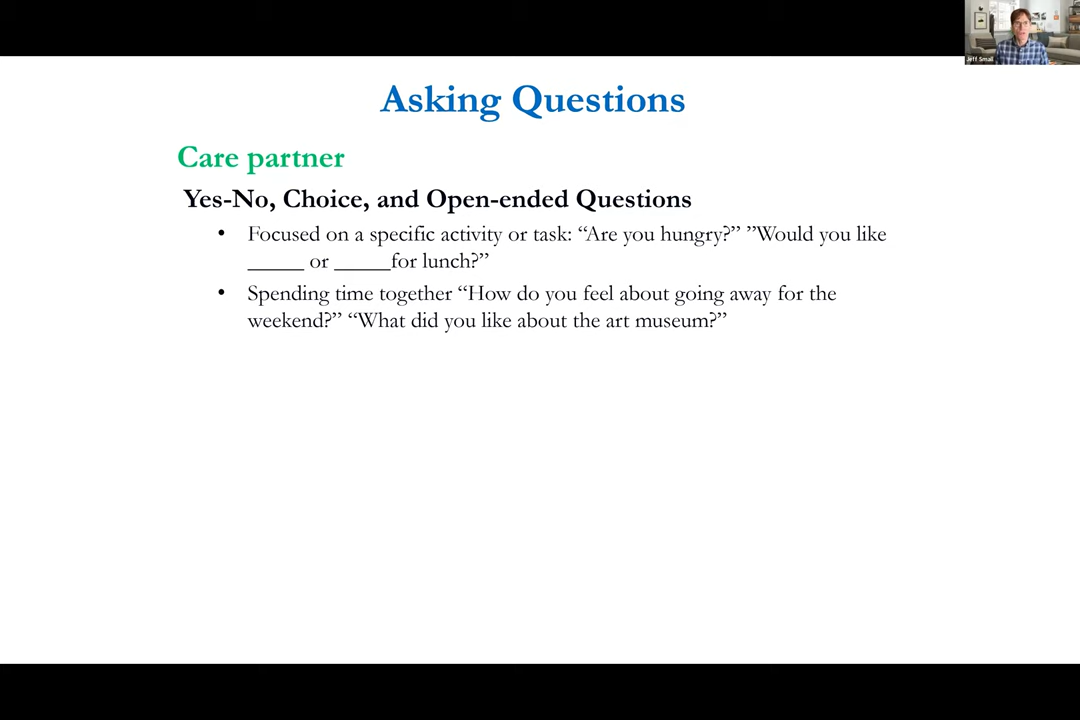 Jeff Small
Asking Questions
Care partner
Yes-No, Choice, and Open-ended Questions
• Focused on a specific activity or task: “Are you hungry?” ”Would you like
_____ or _____for lunch?”
• Spending time together “How do you feel about going away for the
weekend?” “What did you like about the art museum?”